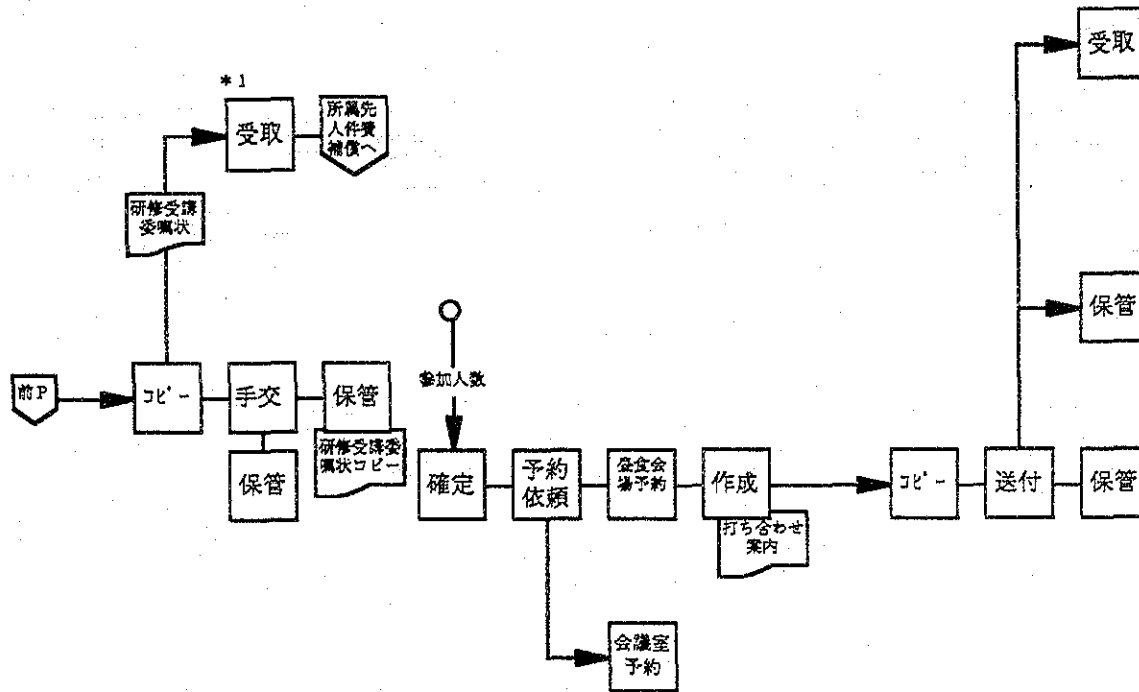 受取
*1
受取
所属先
人件費
補償へ
研修受講
委嘱状
保管
前P
コピー
手交
保管
参加人数
研修受講委
嘱状コピー
保管
確定
予約
依頼
昼食会
場予約
作成
コピー
送付
保管
打ち合わせ
案内
会議室
予約